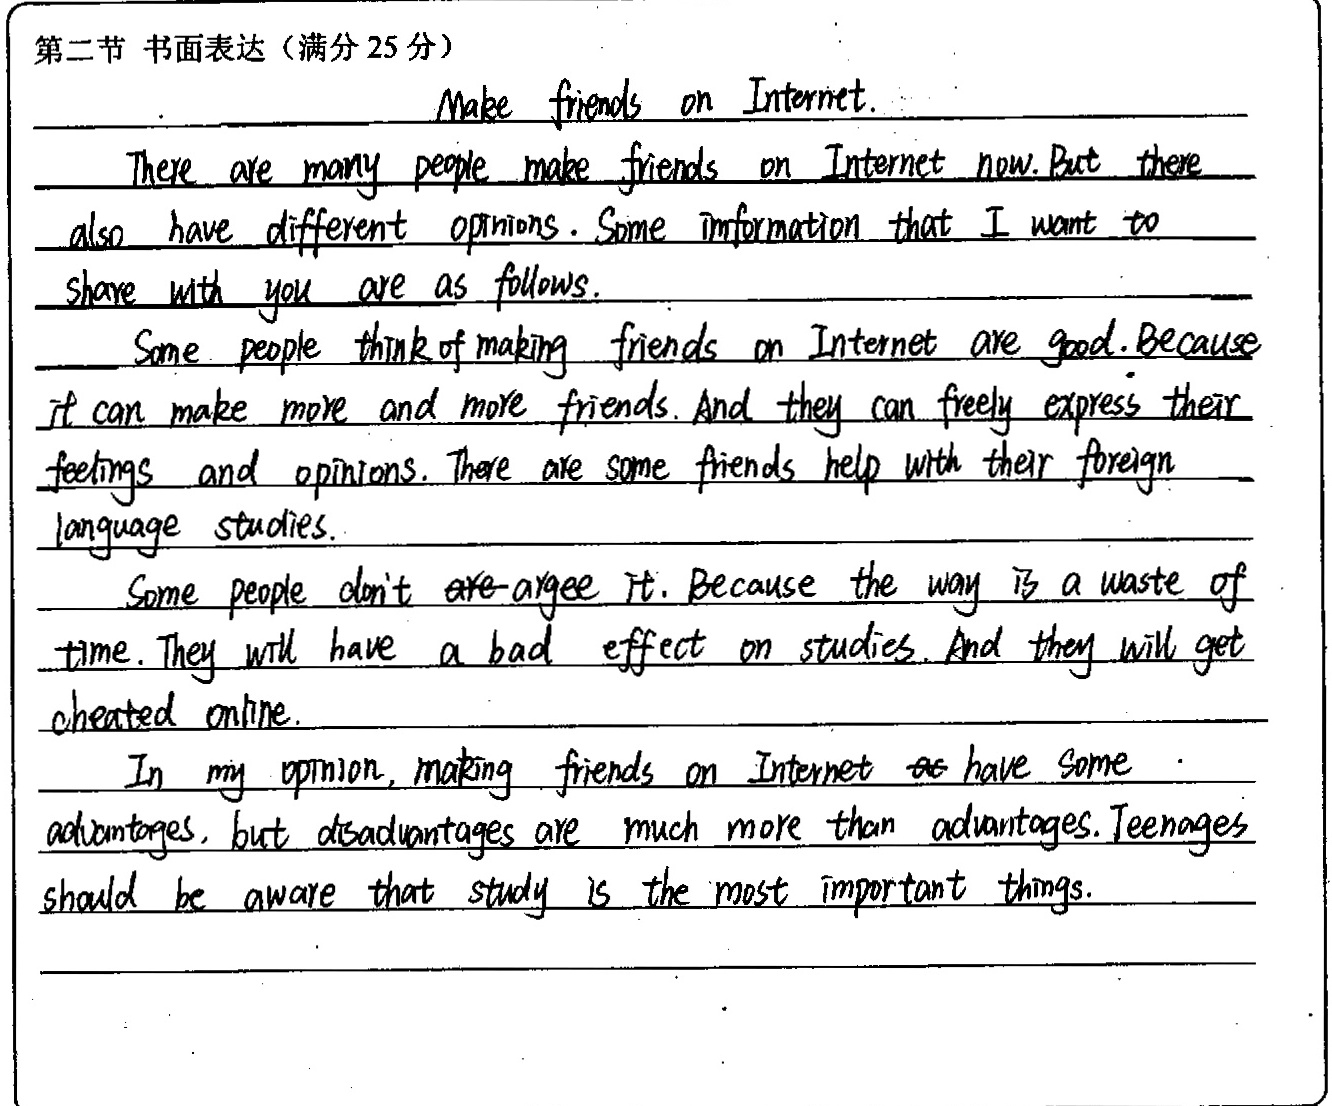 第二节 书面表达（满分 25 分）
Make friends on Internet.
There are many people make friends on Internet now. But there
also have different opinions. Some imformation that I want to
share with you are as follows.
Some people think of making friends on Internet are good. Because
it can make more and more friends. And they can freely express their
feelings and opinions. There are some friends help with their foreign
language studies.
Some people don't are argee it. Because the way is a waste of
time. They will have a bad effect on studies. And they will get
cheated online.
In my opinion, making friends on Internet have some
advantages, but disadvantages are much more than advantages. Teenages
should be aware that study is the most important things.